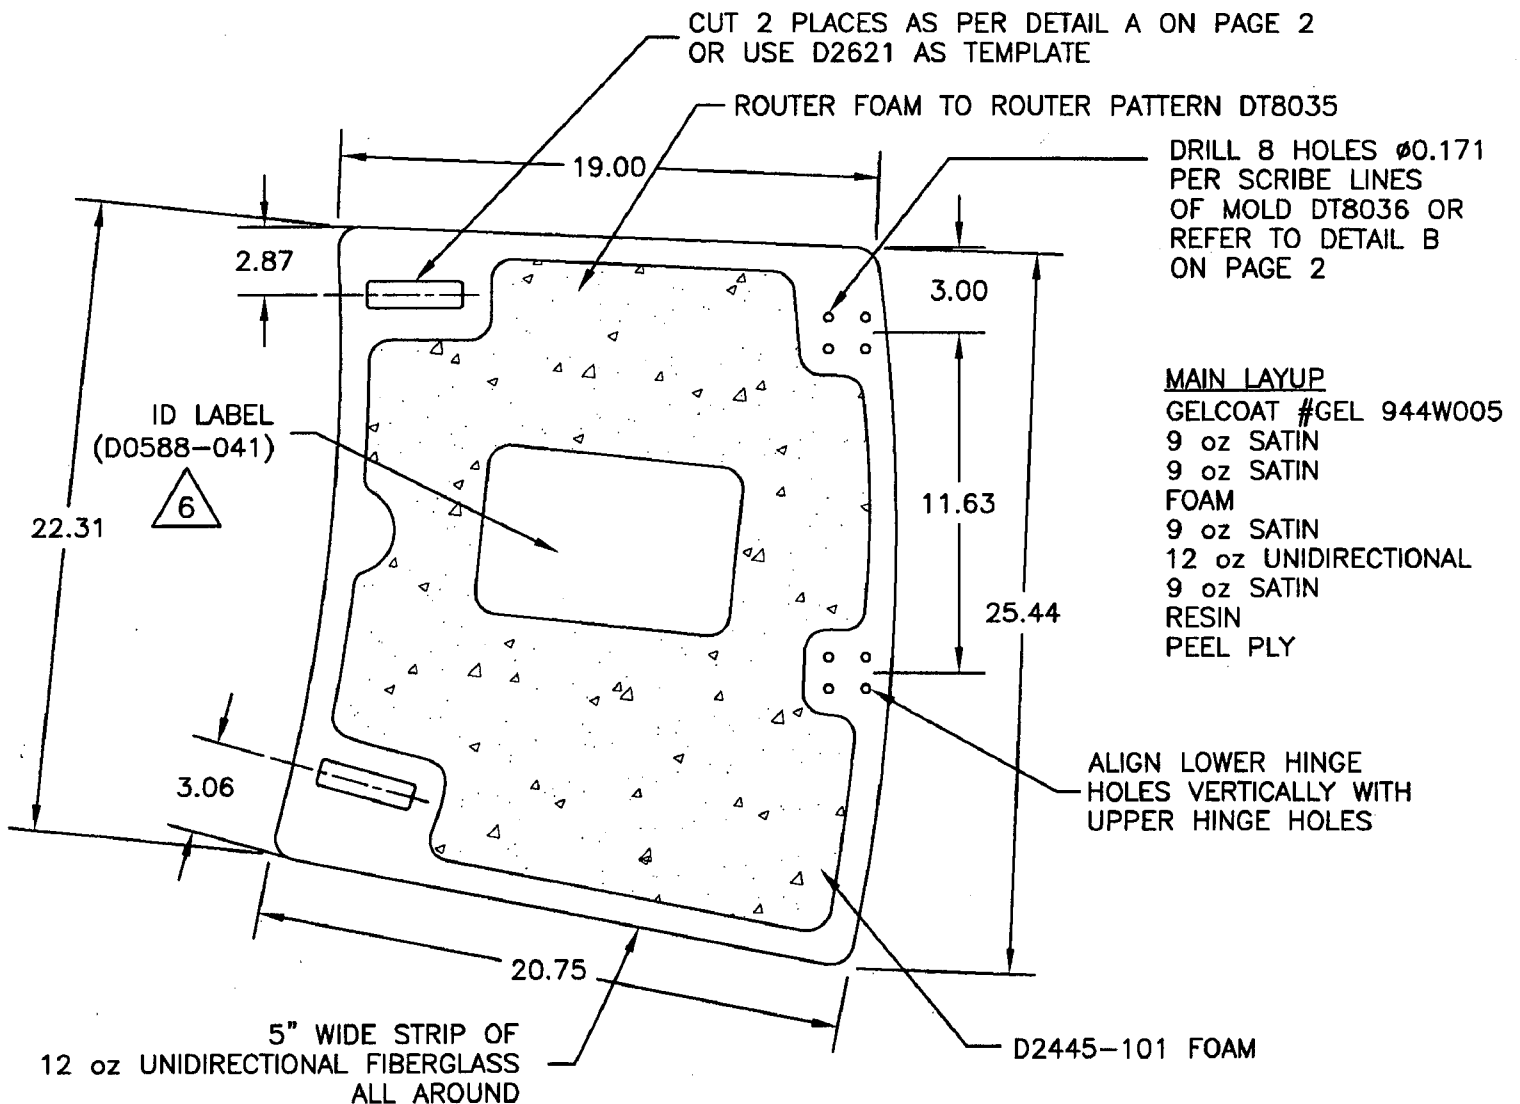 CUT 2 PLACES AS PER DETAIL A ON PAGE 2
OR USE D2621 AS TEMPLATE
ROUTER FOAM TO ROUTER PATTERN DT8035
DRILL 8 HOLES ø0.171
PER SCRIBE LINES
OF MOLD DT8036 OR
REFER TO DETAIL B
ON PAGE 2
19.00
2.87
3.00
MAIN LAYUP
GELCOAT #GEL 944W005
9 oz SATIN
9 oz SATIN
FOAM
9 oz SATIN
12 oz UNIDIRECTIONAL
9 oz SATIN
RESIN
PEEL PLY
ID LABEL
(D0588-041)
6
22.31
11.63
25.44
3.06
ALIGN LOWER HINGE
HOLES VERTICALLY WITH
UPPER HINGE HOLES
20.75
5" WIDE STRIP OF
12 oz UNIDIRECTIONAL FIBERGLASS
ALL AROUND
D2445-101 FOAM